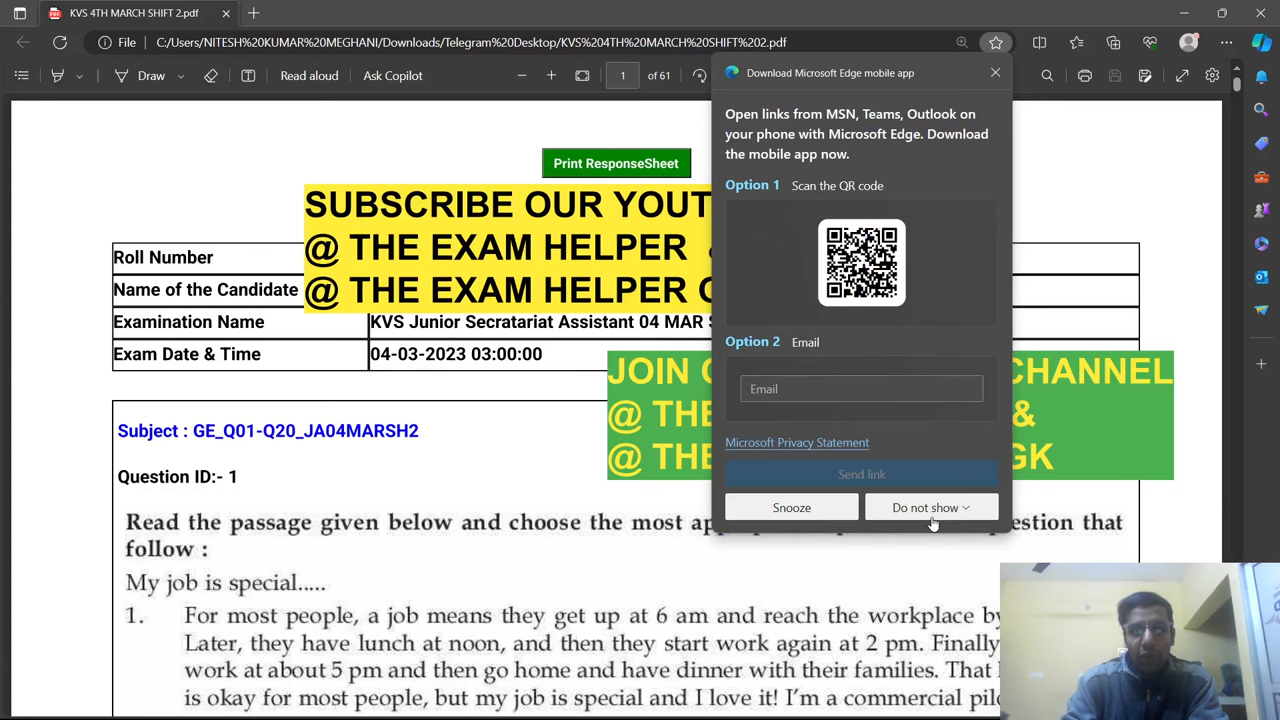 KVS 4TH MARCH SHIFT 2.pdf
File C:/Users/NITESH%20KUMAR%20MEGHANI/Downloads/Telegram%20Desktop/KVS%204TH%20MARCH%20SHIFT%202.pdf
Draw Read aloud Ask Copilot 1 of 61
Download Microsoft Edge mobile app
Open links from MSN, Teams, Outlook on
your phone with Microsoft Edge. Download
the mobile app now.
Option 1 Scan the QR code
Option 2 Email
Email
Microsoft Privacy Statement
Send link
Snooze Do not show
Print ResponseSheet
SUBSCRIBE OUR YOUT
@ THE EXAM HELPER
@ THE EXAM HELPER
Roll Number
Name of the Candidate
Examination Name KVS Junior Secratariat Assistant 04 MAR
Exam Date & Time 04-03-2023 03:00:00
JOIN CHANNEL
@ THE &
@ THE GK
Subject : GE_Q01-Q20_JA04MARSH2
Question ID:- 1
Read the passage given below and choose the most estion that
follow :
My job is special.....
1. For most people, a job means they get up at 6 am and reach the workplace by
Later, they have lunch at noon, and then they start work again at 2 pm. Finally
work at about 5 pm and then go home and have dinner with their families. That
is okay for most people, but my job is special and I love it! I'm a commercial